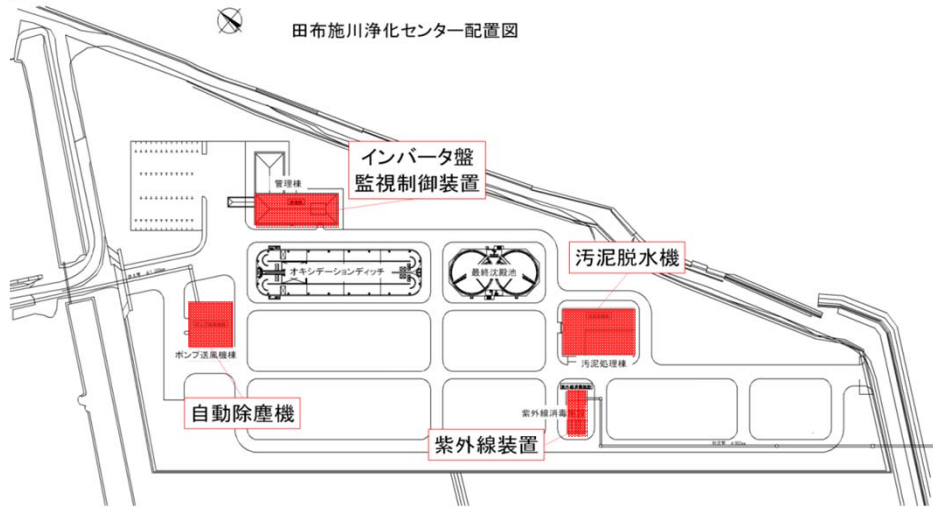 田布施川浄化センター配置図
インバータ盤
監視制御装置
管理棟
汚泥脱水機
オキシデーションディッチ
最終沈殿池
ポンプ送風機棟
汚泥処理棟
自動除塵機
紫外線消毒施設
紫外線装置